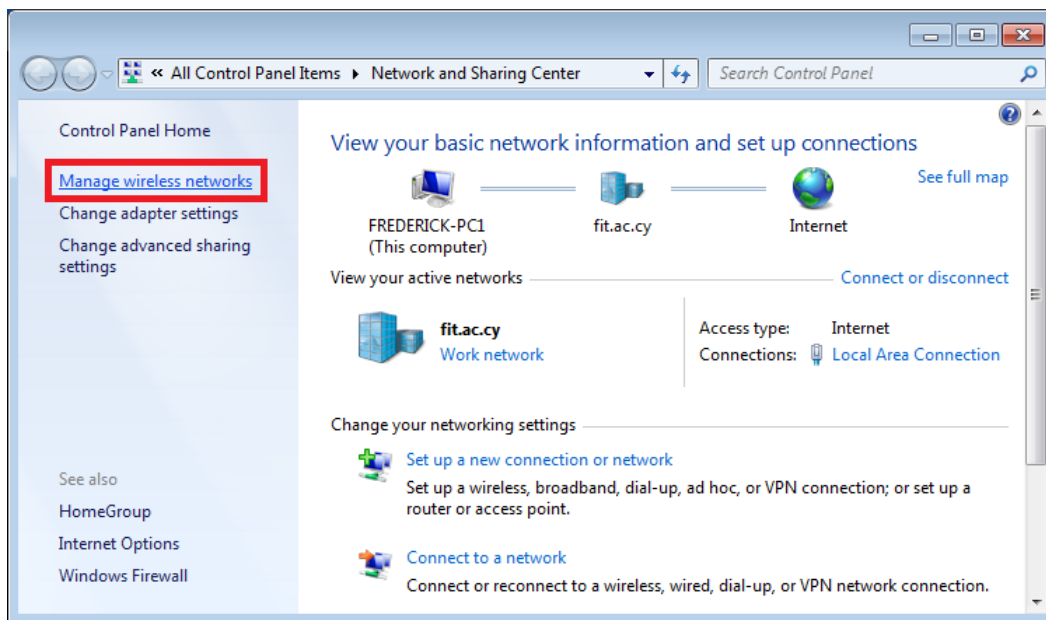 « All Control Panel Items ▸ Network and Sharing Center
Search Control Panel
Control Panel Home
Manage wireless networks
Change adapter settings
Change advanced sharing
settings
See also
HomeGroup
Internet Options
Windows Firewall
View your basic network information and set up connections
See full map
FREDERICK-PC1
(This computer)
fit.ac.cy
Internet
View your active networks
Connect or disconnect
fit.ac.cy
Work network
Access type: Internet
Connections: Local Area Connection
Change your networking settings
Set up a new connection or network
Set up a wireless, broadband, dial-up, ad hoc, or VPN connection; or set up a
router or access point.
Connect to a network
Connect or reconnect to a wireless, wired, dial-up, or VPN network connection.